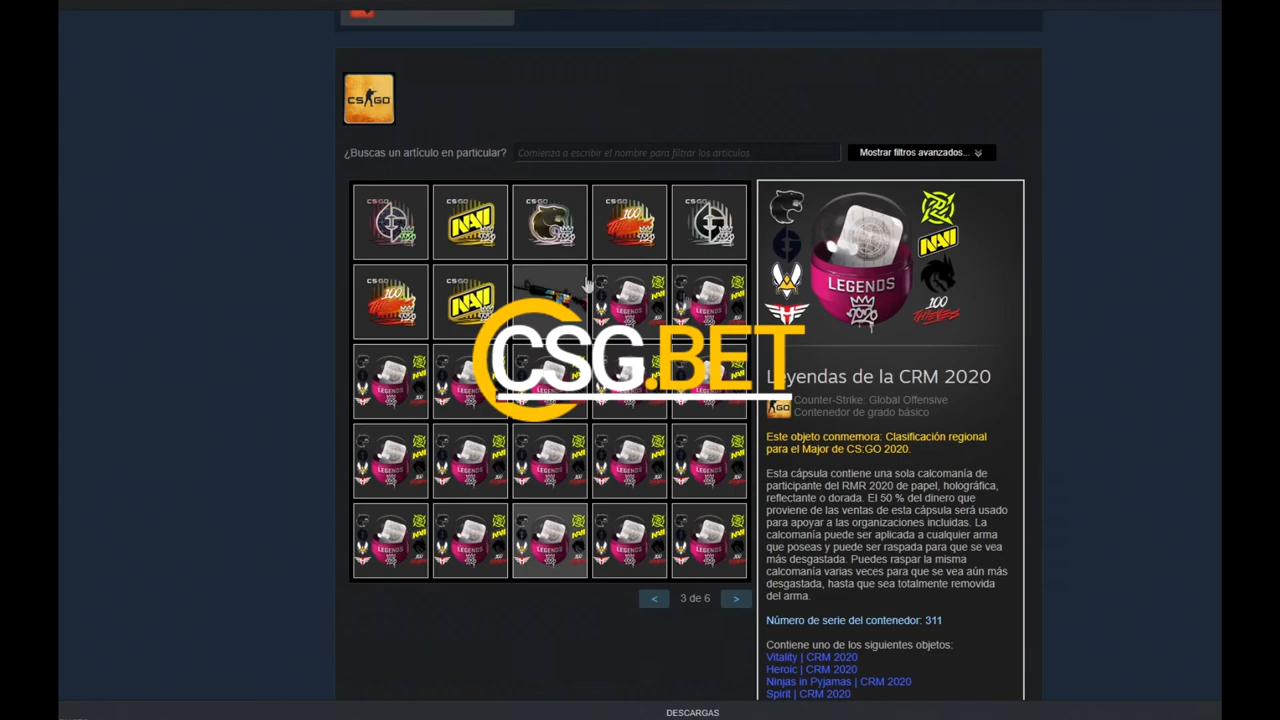 CS GO
¿Buscas un artículo en particular?
Comienza a escribir el nombre para filtrar los artículos
Mostrar filtros avanzados...
CSG.BET
LEGENDS
2020
NAVI
100
THIEVES
Leyendas de la CRM 2020
Counter-Strike: Global Offensive
Contenedor de grado básico
Este objeto conmemora: Clasificación regional
para el Major de CS:GO 2020.
Esta cápsula contiene una sola calcomanía de
participante del RMR 2020 de papel, holográfica,
reflectante o dorada. El 50 % del dinero que
proviene de las ventas de esta cápsula será usado
para apoyar a las organizaciones incluidas. La
calcomanía puede ser aplicada a cualquier arma
que poseas y puede ser raspada para que se vea
más desgastada. Puedes raspar la misma
calcomanía varias veces para que se vea aún más
desgastada, hasta que sea totalmente removida
del arma.
Número de serie del contenedor: 311
Contiene uno de los siguientes objetos:
Vitality | CRM 2020
Heroic | CRM 2020
Ninjas in Pyjamas | CRM 2020
Spirit | CRM 2020
< 3 de 6 >
DESCARGAS